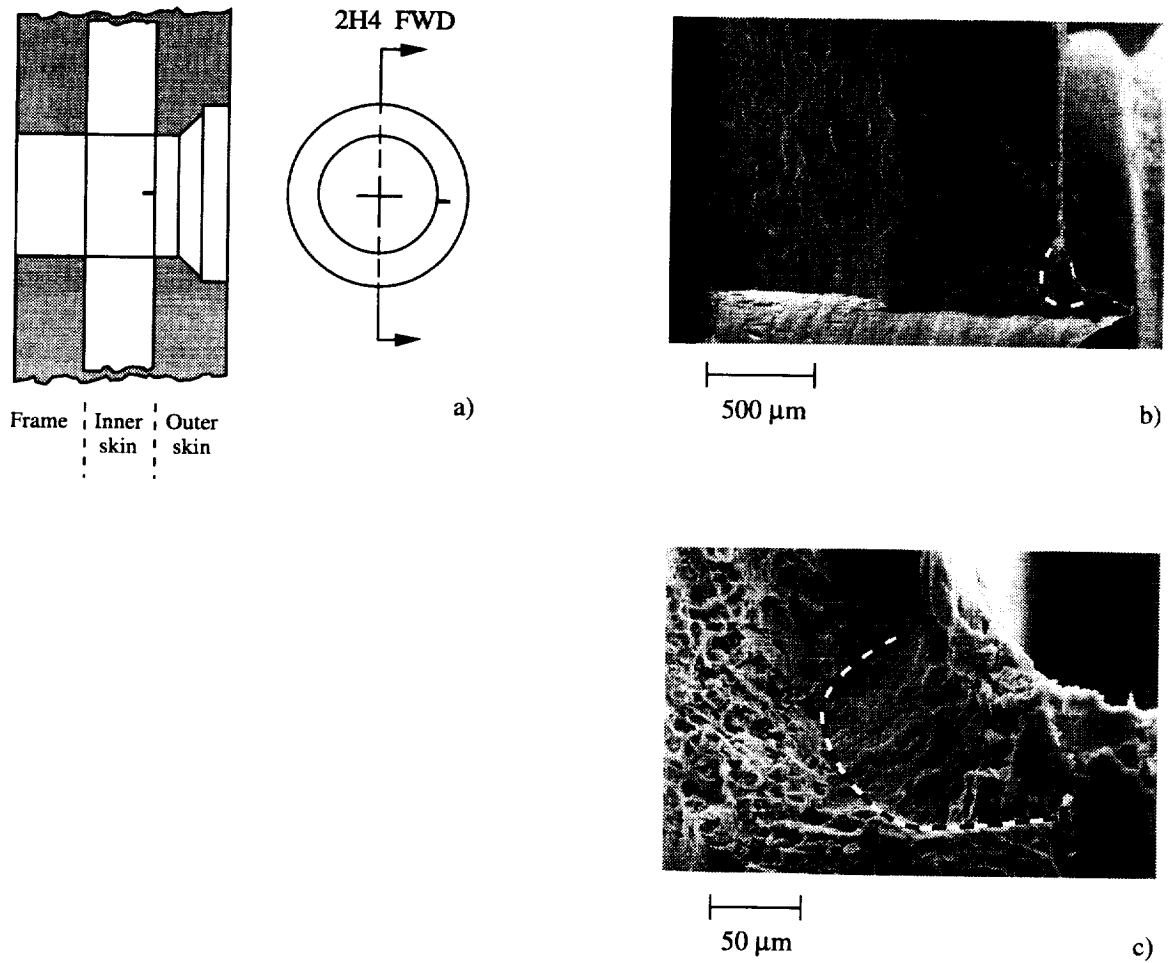 2H4 FWD
Frame
Inner
skin
Outer
skin
a)
500 μm
b)
50 μm
c)